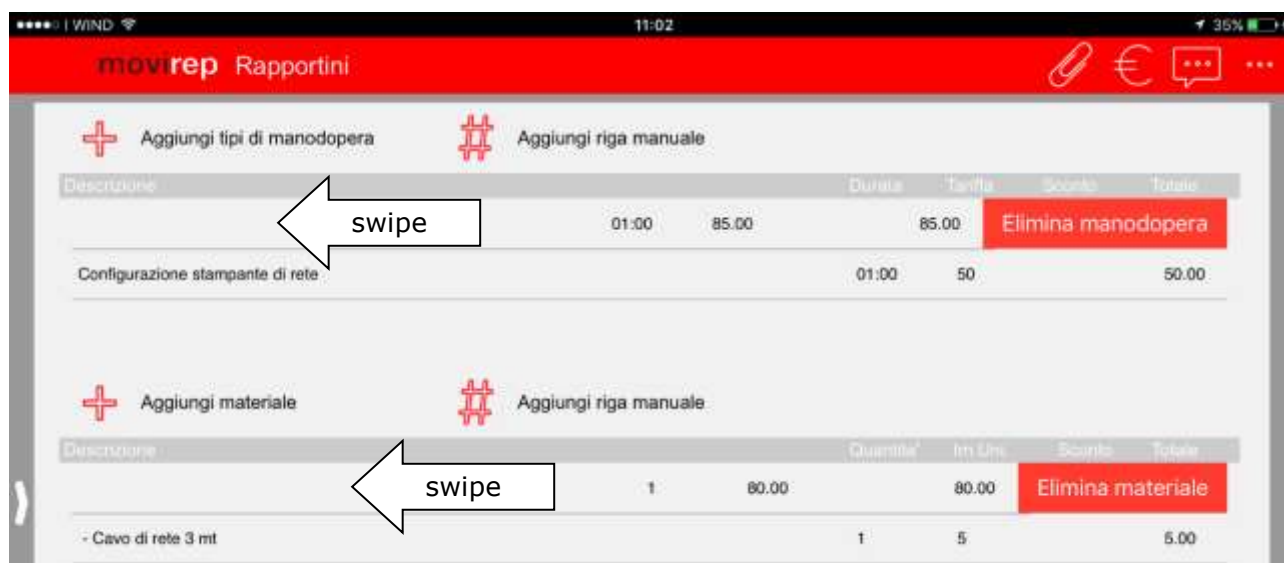 WIND 11:02 35%
movirep Rapportini
Aggiungi tipi di manodopera Aggiungi riga manuale
Descrizione Durata Tariffa Sconto Totale
swipe 01:00 85.00 85.00 Elimina manodopera
Configurazione stampante di rete 01:00 50 50.00
Aggiungi materiale Aggiungi riga manuale
Descrizione Quantita' Im.Uni. Sconto Totale
swipe 1 80.00 80.00 Elimina materiale
- Cavo di rete 3 mt 1 5 5.00